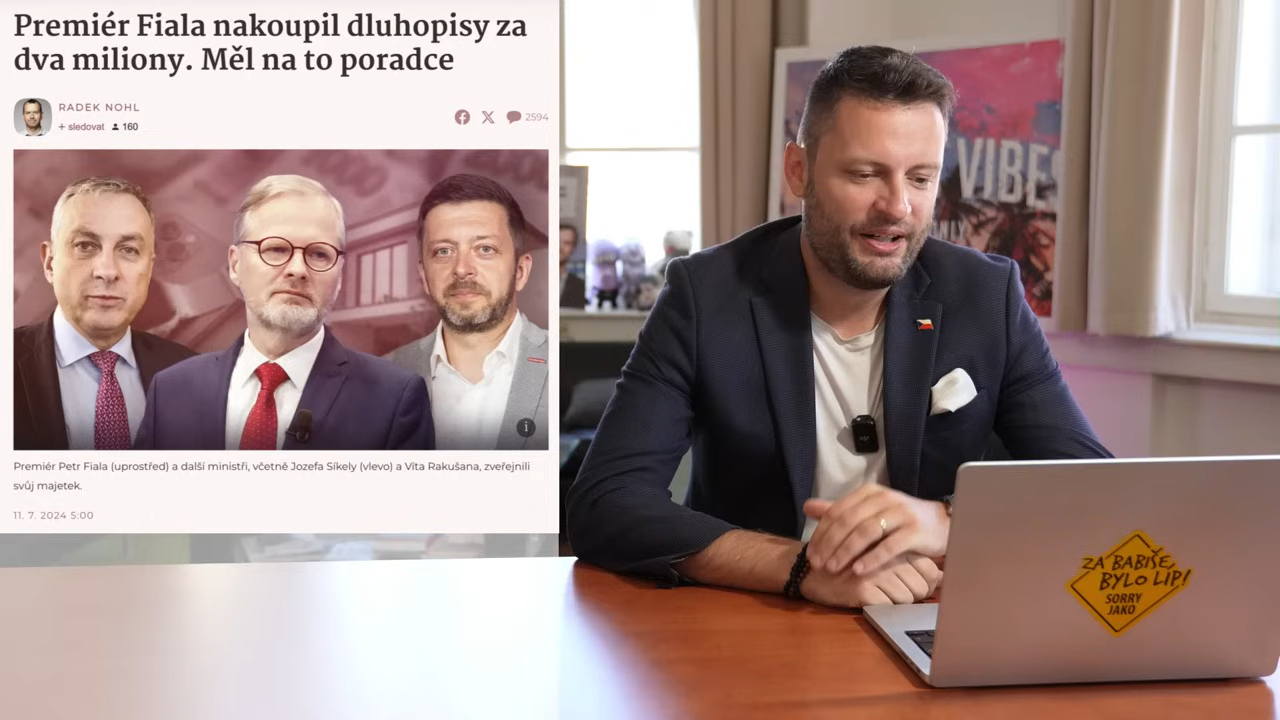 Premiér Fiala nakoupil dluhopisy za
dva miliony. Měl na to poradce
RADEK NOHL
+ sledovat 160
2594
i
Premiér Petr Fiala (uprostřed) a další ministři, včetně Jozefa Síkely (vlevo) a Víta Rakušana, zveřejnili
svůj majetek.
11. 7. 2024 5:00
VIBES
ZA BABIŠE,
BYLO LIP!
SORRY
JAKO